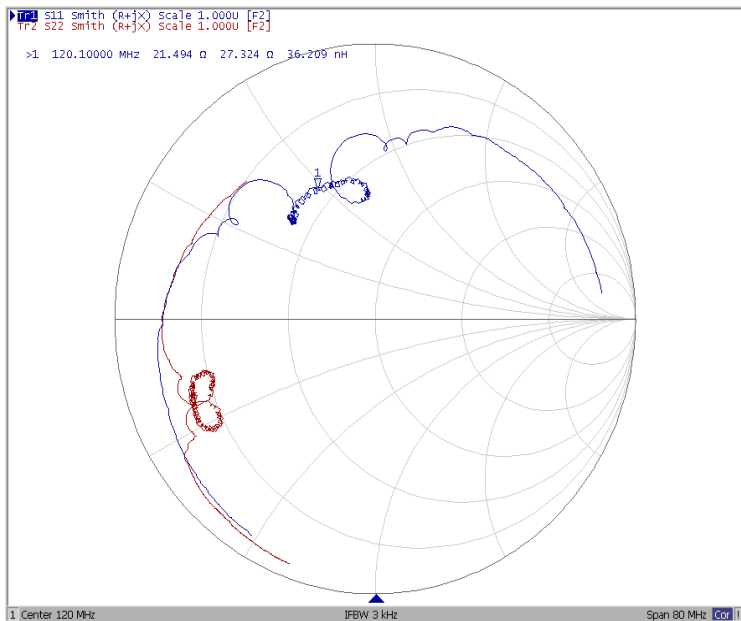 Tr1 S11 Smith (R+jX) Scale 1.000U [F2]
Tr2 S22 Smith (R+jX) Scale 1.000U [F2]
>1 120.10000 MHz 21.494 Ω 27.324 Ω 36.209 nH
1
1 Center 120 MHz IFBW 3 kHz Span 80 MHz Cor !